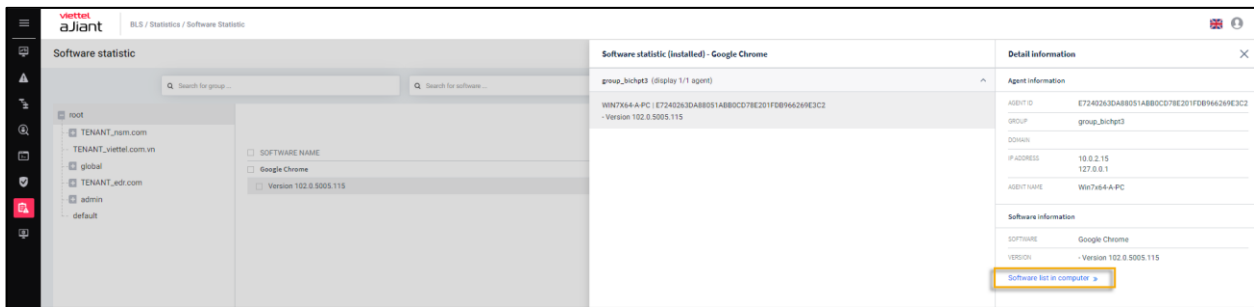 viettel
aJiant
BLS / Statistics / Software Statistic
Software statistic
Search for group ...
Search for software ...
root
TENANT_nsm.com
TENANT_viettel.com.vn
global
TENANT_edr.com
admin
default
SOFTWARE NAME
Google Chrome
Version 102.0.5005.115
Software statistic (installed) - Google Chrome
group_bichpt3 (display 1/1 agent)
WIN7X64-A-PC | E7240263DA88051ABB0CD78E201FDB966269E3C2
- Version 102.0.5005.115
Detail information
Agent information
AGENT ID E7240263DA88051ABB0CD78E201FDB966269E3C2
GROUP group_bichpt3
DOMAIN
IP ADDRESS 10.0.2.15
127.0.0.1
AGENT NAME Win7x64-A-PC
Software information
SOFTWARE Google Chrome
VERSION - Version 102.0.5005.115
Software list in computer »